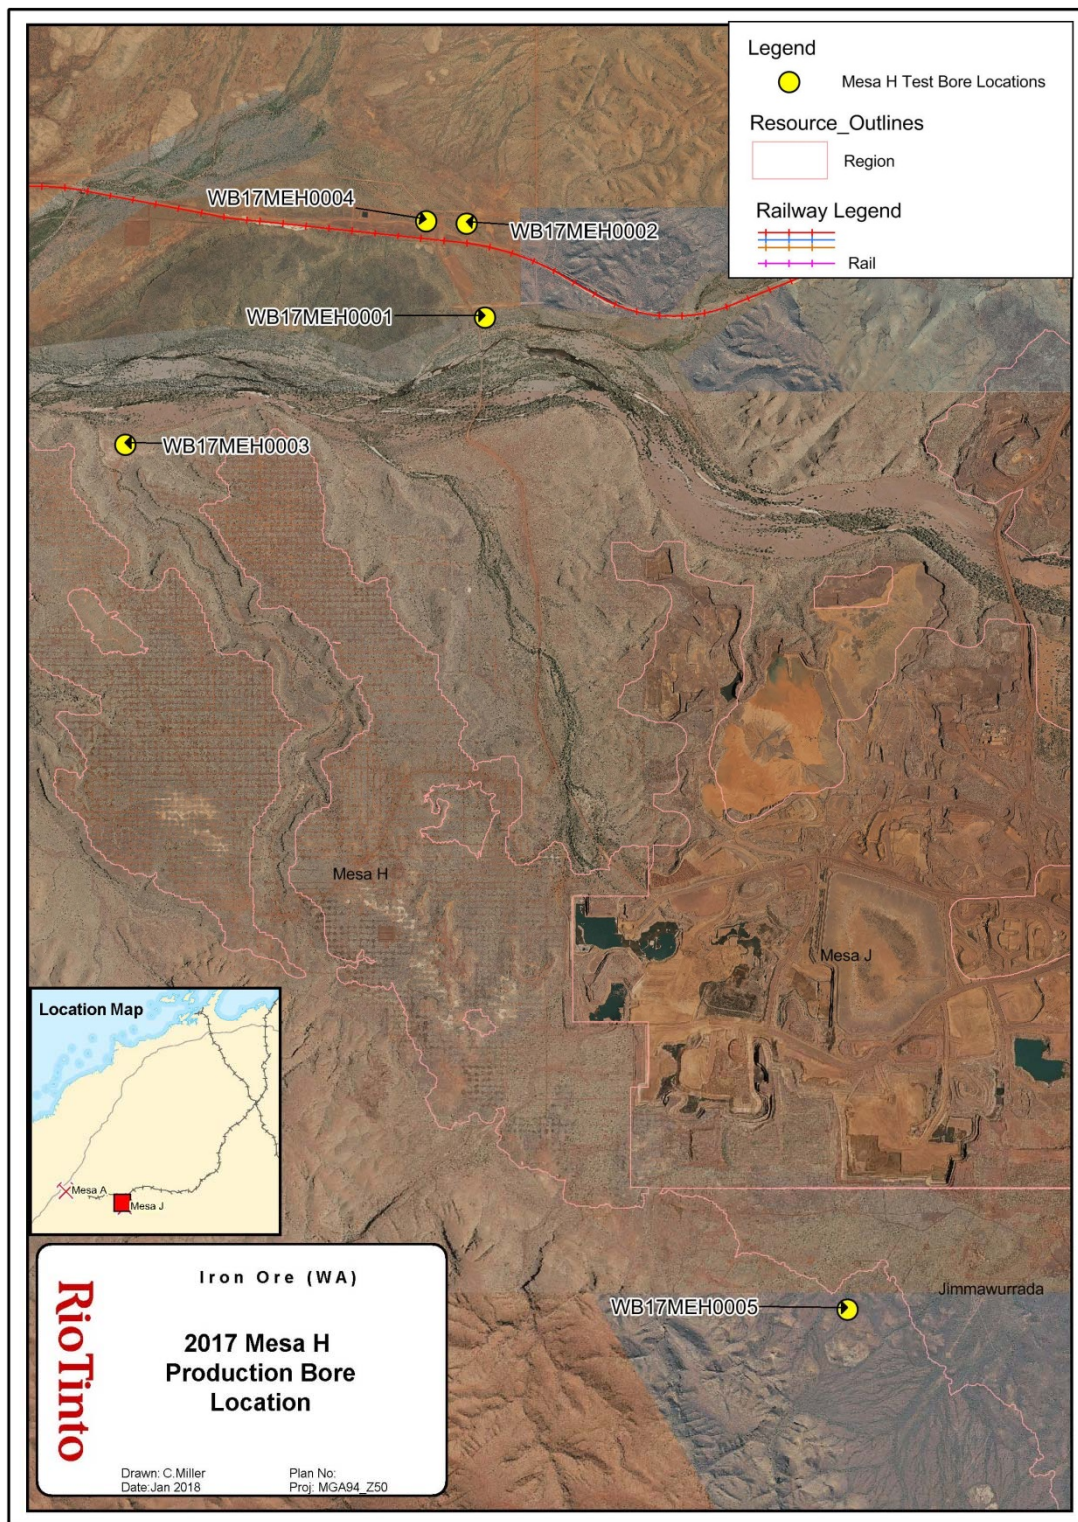 Legend
Mesa H Test Bore Locations
Resource_Outlines
Region
Railway Legend
Rail
WB17MEH0004
WB17MEH0002
WB17MEH0001
WB17MEH0003
Mesa H
Mesa J
Location Map
Mesa A
Mesa J
WB17MEH0005
Jimmawurrada
RioTinto
Iron Ore (WA)
2017 Mesa H
Production Bore
Location
Drawn: C.Miller
Plan No:
Date:Jan 2018
Proj: MGA94_Z50